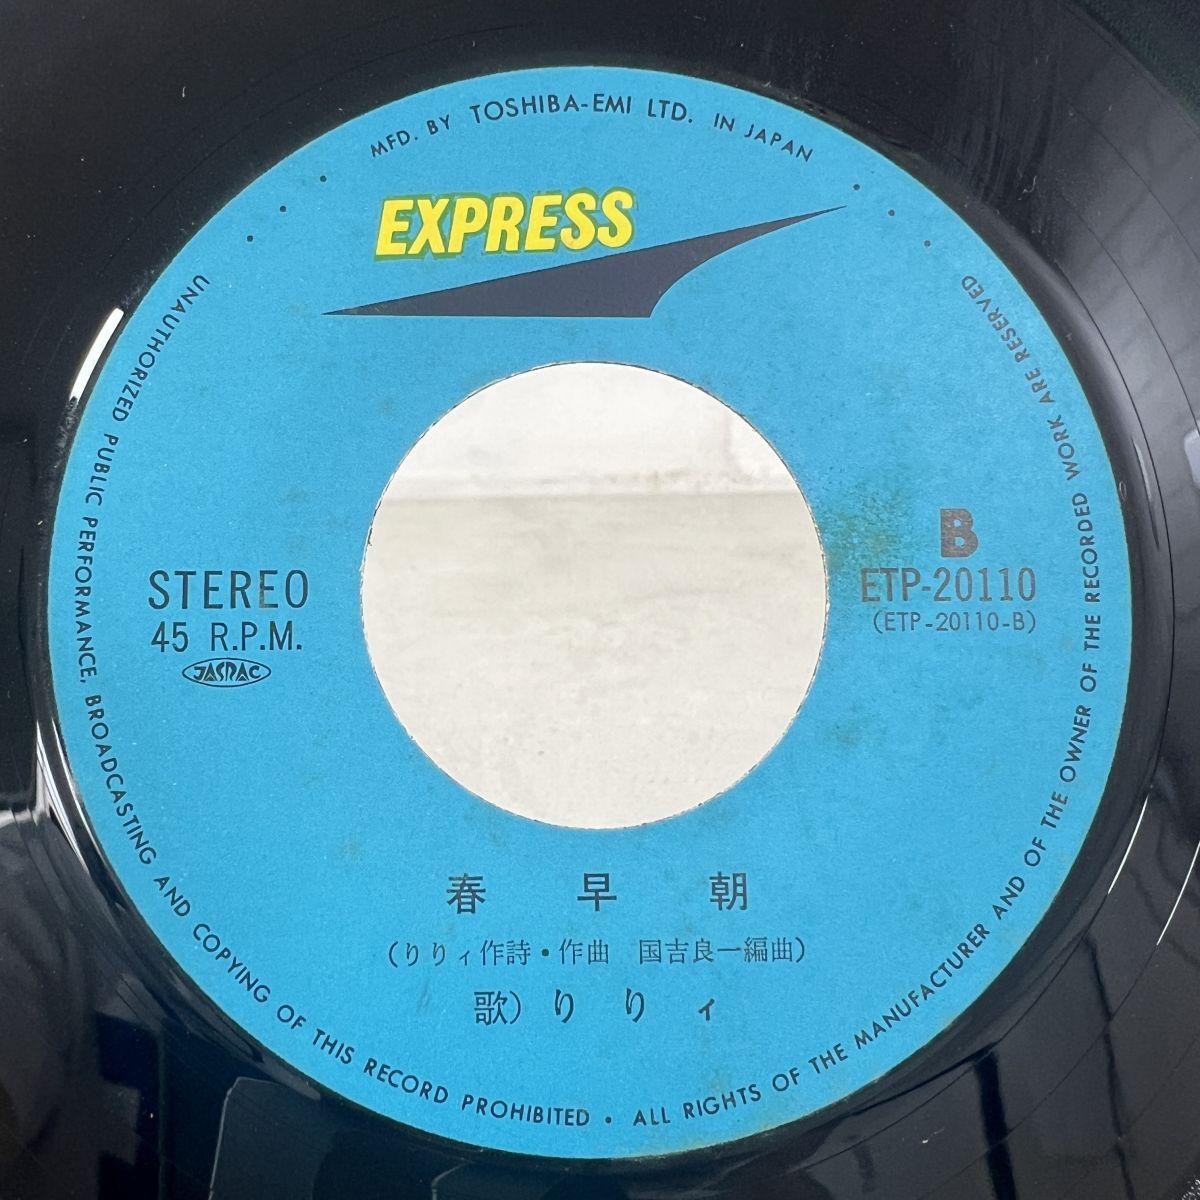 MFD. BY TOSHIBA-EMI LTD. IN JAPAN
EXPRESS
STEREO
45 R.P.M.
JASRAC
B
ETP-20110
(ETP-20110-B)
春早朝
(りりィ作詩・作曲 国吉良一編曲)
歌)りりィ
UNAUTHORIZED PUBLIC PERFORMANCE, BROADCASTING AND COPYING OF THIS RECORD PROHIBITED • ALL RIGHTS OF THE MANUFACTURER AND OF THE OWNER OF THE RECORDED WORK ARE RESERVED